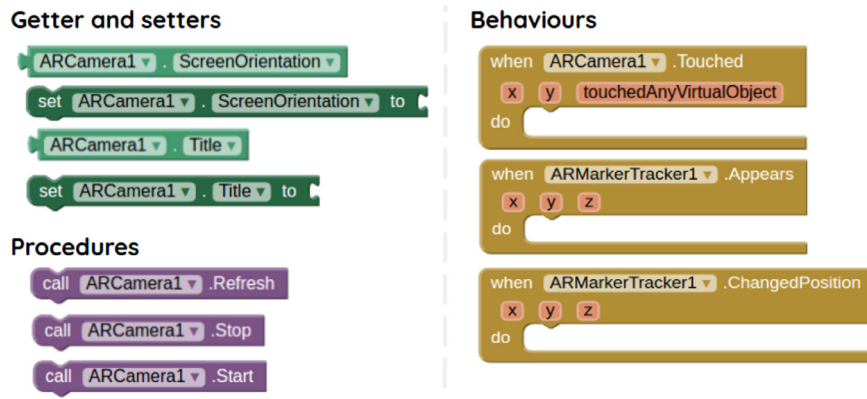 Getter and setters
ARCamera1 . ScreenOrientation
set ARCamera1 . ScreenOrientation to
ARCamera1 . Title
set ARCamera1 . Title to
Procedures
call ARCamera1 .Refresh
call ARCamera1 .Stop
call ARCamera1 .Start
Behaviours
when ARCamera1 .Touched
x y touchedAnyVirtualObject
do
when ARMarkerTracker1 .Appears
x y z
do
when ARMarkerTracker1 .ChangedPosition
x y z
do